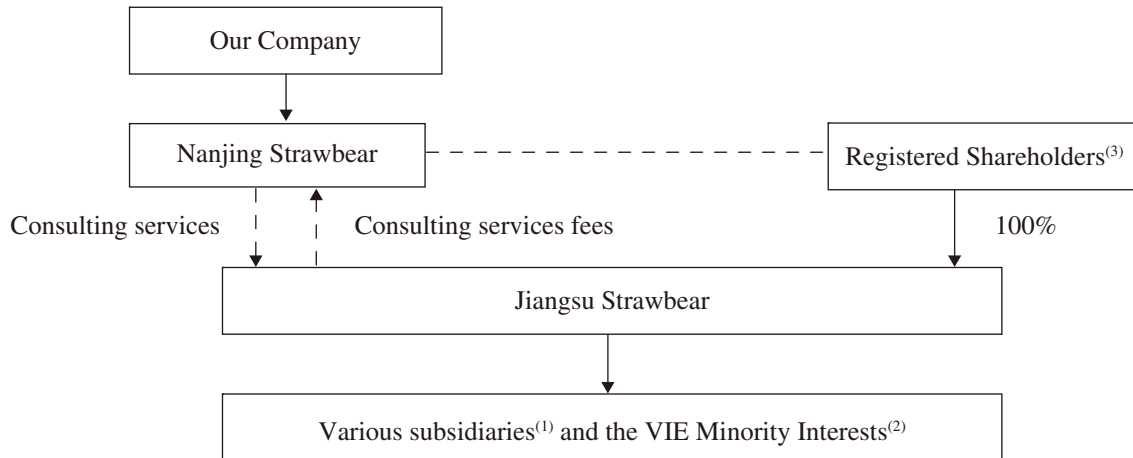 Our Company
Nanjing Strawbear
Registered Shareholders(3)
Consulting services
Consulting services fees
100%
Jiangsu Strawbear
Various subsidiaries(1) and the VIE Minority Interests(2)